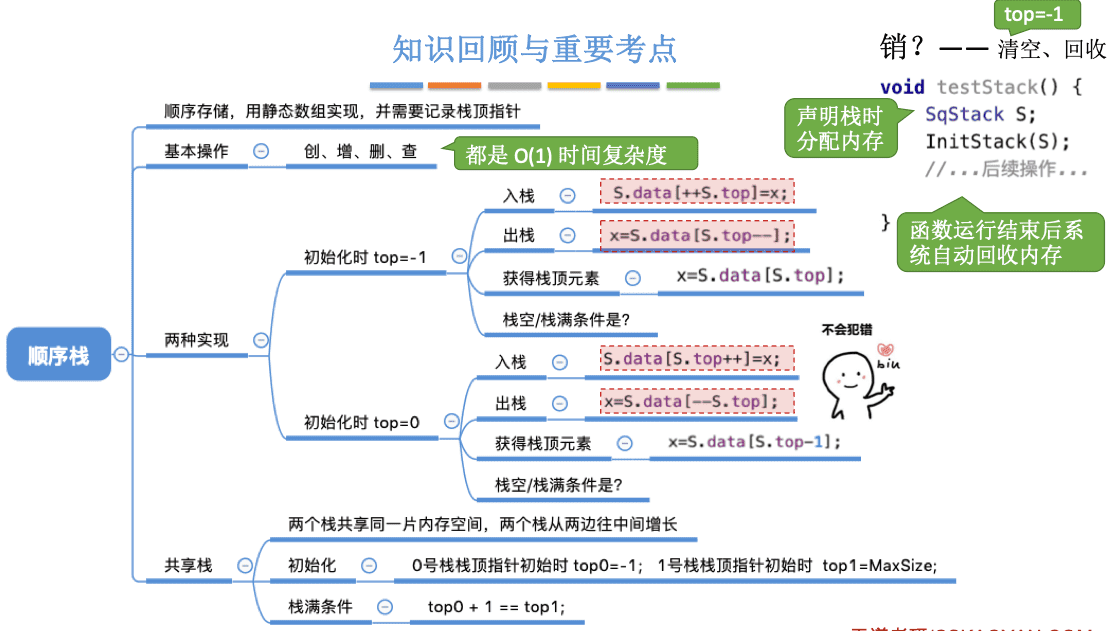 top=-1
知识回顾与重要考点
销？—— 清空、回收
void testStack() {
SqStack S;
InitStack(S);
//...后续操作...
}
声明栈时
分配内存
函数运行结束后系
统自动回收内存
顺序栈
顺序存储，用静态数组实现，并需要记录栈顶指针
基本操作
创、增、删、查
都是 O(1) 时间复杂度
两种实现
初始化时 top=-1
入栈
S.data[++S.top]=x;
出栈
x=S.data[S.top--];
获得栈顶元素
x=S.data[S.top];
栈空/栈满条件是?
初始化时 top=0
入栈
S.data[S.top++]=x;
出栈
x=S.data[--S.top];
获得栈顶元素
x=S.data[S.top-1];
栈空/栈满条件是?
不会犯错
biu
共享栈
两个栈共享同一片内存空间，两个栈从两边往中间增长
初始化
0号栈栈顶指针初始时 top0=-1； 1号栈栈顶指针初始时 top1=MaxSize;
栈满条件
top0 + 1 == top1;